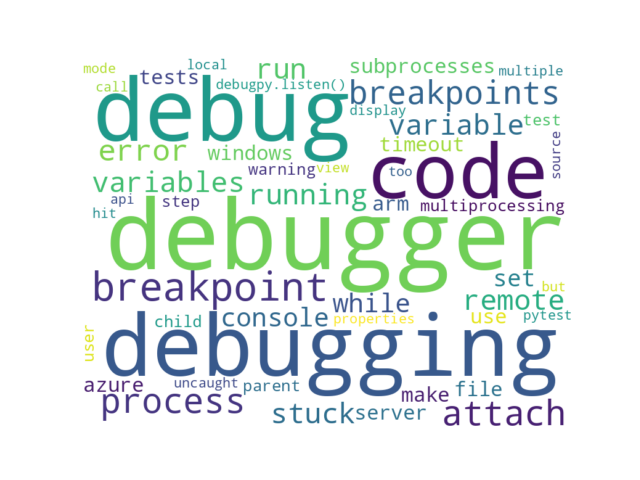 mode local run subprocesses multiple
call tests debugpy.listen() breakpoints
debug display variable test
error windows timeout code source
variables warning view too
api step running arm multiprocessing
hit debugger
breakpoint while set but
child console properties remote
user debugging use pytest
azure uncaught parent make file
process stuck server attach